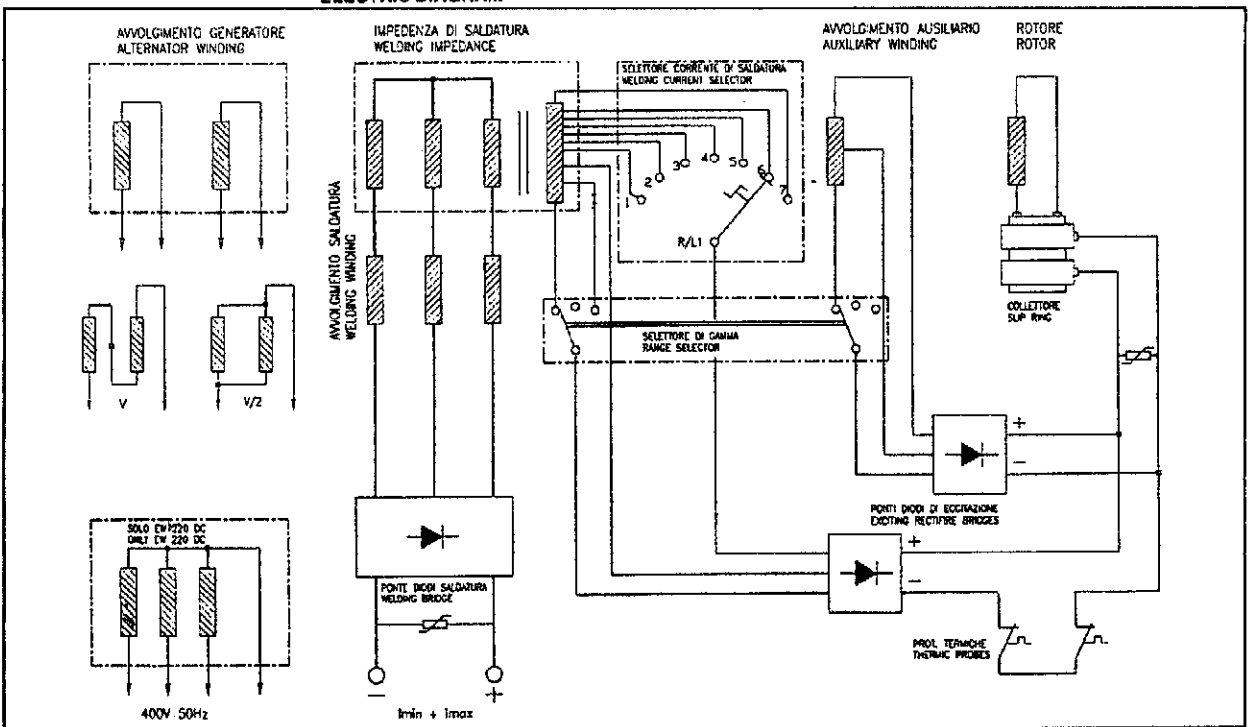 ELECTRIC DIAGRAM
AVVOLGIMENTO GENERATORE
ALTERNATOR WINDING
IMPEDENZA DI SALDATURA
WELDING IMPEDANCE
SELETTORE CORRENTE DI SALDATURA
WELDING CURRENT SELECTOR
AVVOLGIMENTO AUSILIARIO
AUXILIARY WINDING
ROTORE
ROTOR
1
2
3
4
5
6
7
R/L1
AVVOLGIMENTO SALDATURA
WELDING WINDING
COLLETTORE
SLIP RING
SELETTORE DI GAMMA
RANGE SELECTOR
V
V/2
+
−
PONTI DIODI DI ECCITAZIONE
EXCITING RECTIFIRE BRIDGES
SOLO EW 220 DC
ONLY EW 220 DC
PONTE DIODI SALDATURA
WELDING BRIDGE
+
−
PROT. TERMICHE
THERMIC PROBES
−
+
400V 50Hz
Imin + Imax